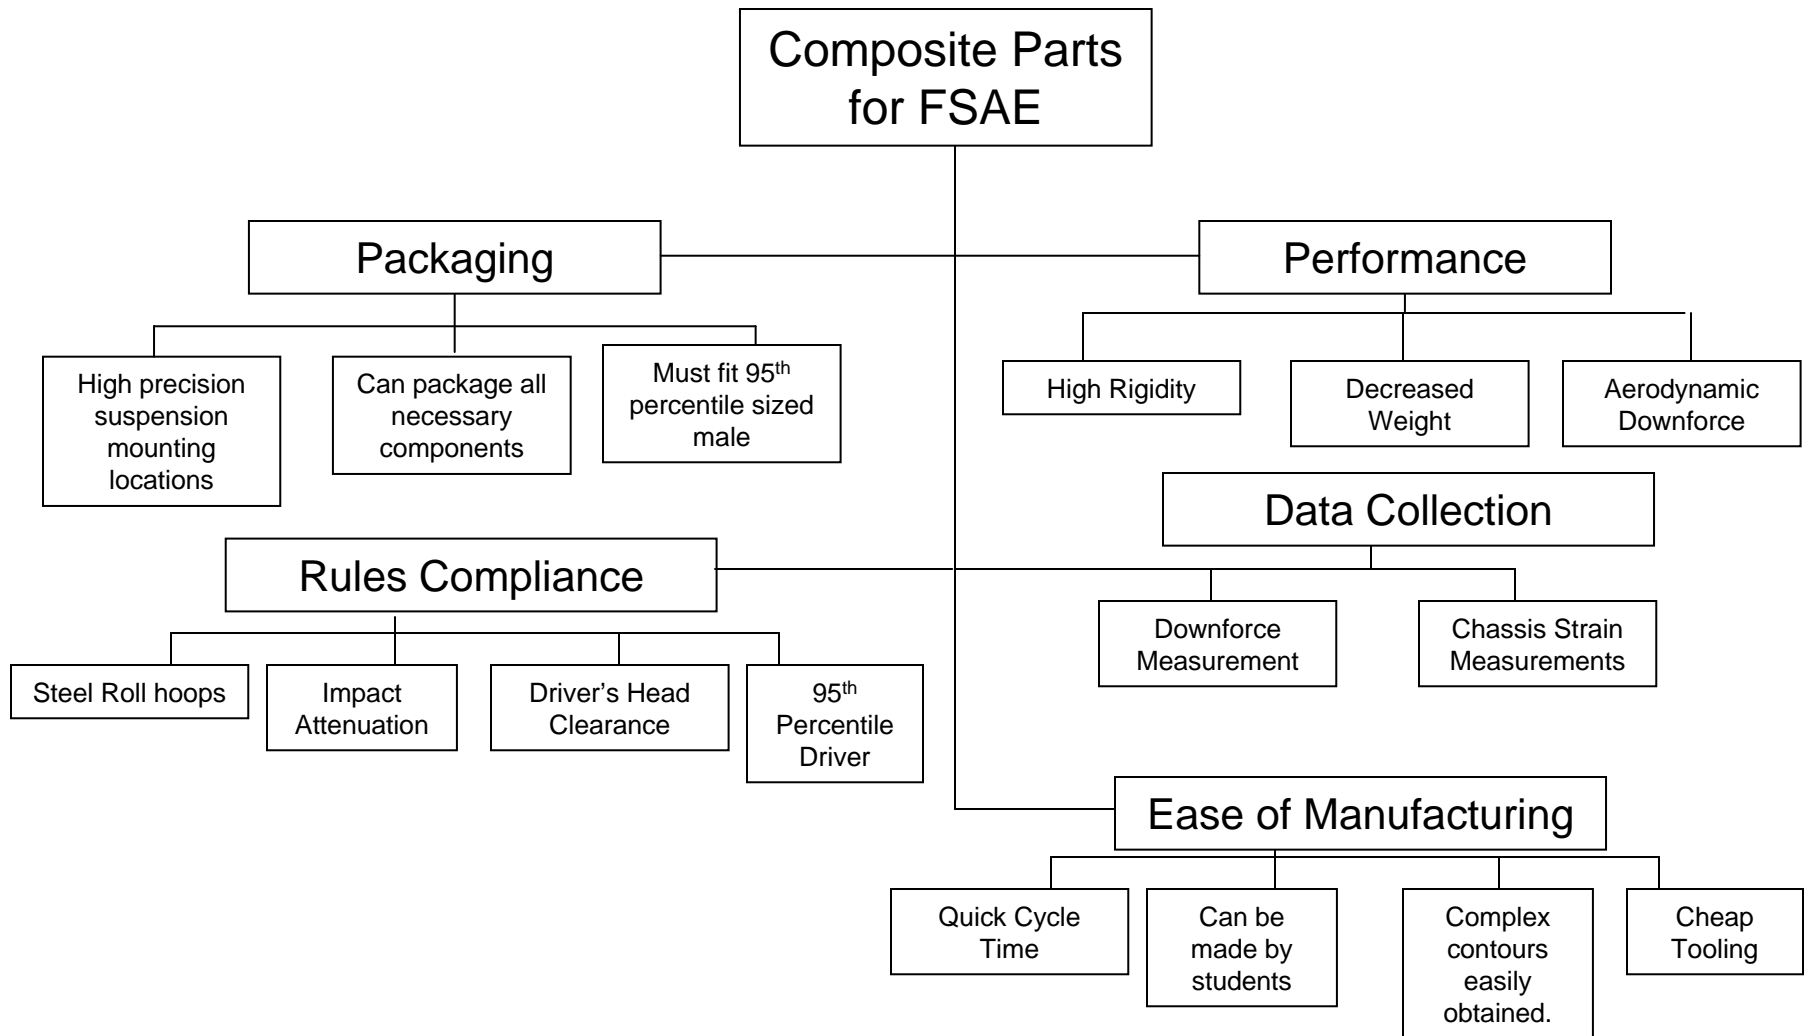 Composite Parts
for FSAE
Packaging
Performance
High precision
suspension
mounting
locations
Can package all
necessary
components
Must fit 95th
percentile sized
male
High Rigidity
Decreased
Weight
Aerodynamic
Downforce
Data Collection
Rules Compliance
Downforce
Measurement
Chassis Strain
Measurements
Steel Roll hoops
Impact
Attenuation
Driver’s Head
Clearance
95th
Percentile
Driver
Ease of Manufacturing
Quick Cycle
Time
Can be
made by
students
Complex
contours
easily
obtained.
Cheap
Tooling